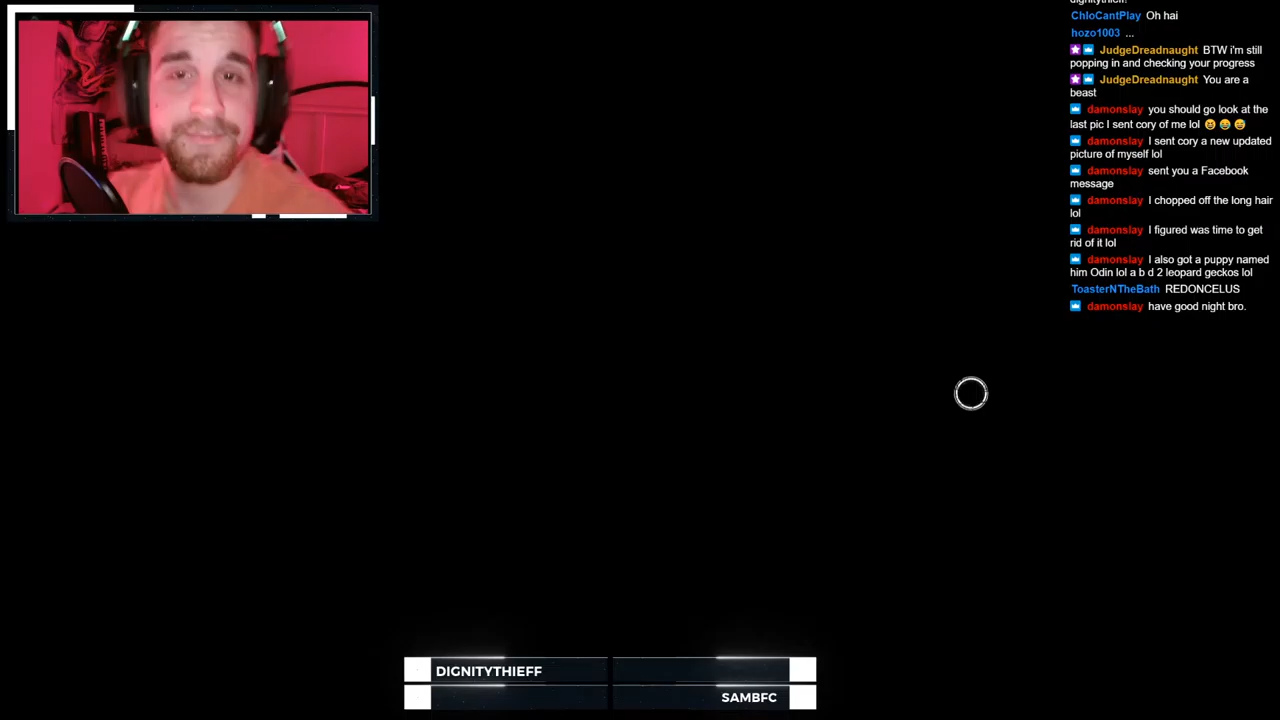 ChloCantPlay Oh hai
hozo1003 ...
JudgeDreadnaught BTW i'm still
popping in and checking your progress
JudgeDreadnaught You are a
beast
damonslay you should go look at the
last pic I sent cory of me lol
damonslay I sent cory a new updated
picture of myself lol
damonslay sent you a Facebook
message
damonslay I chopped off the long hair
lol
damonslay I figured was time to get
rid of it lol
damonslay I also got a puppy named
him Odin lol a b d 2 leopard geckos lol
ToasterNTheBath REDONCELUS
damonslay have good night bro.
DIGNITYTHIEFF
SAMBFC